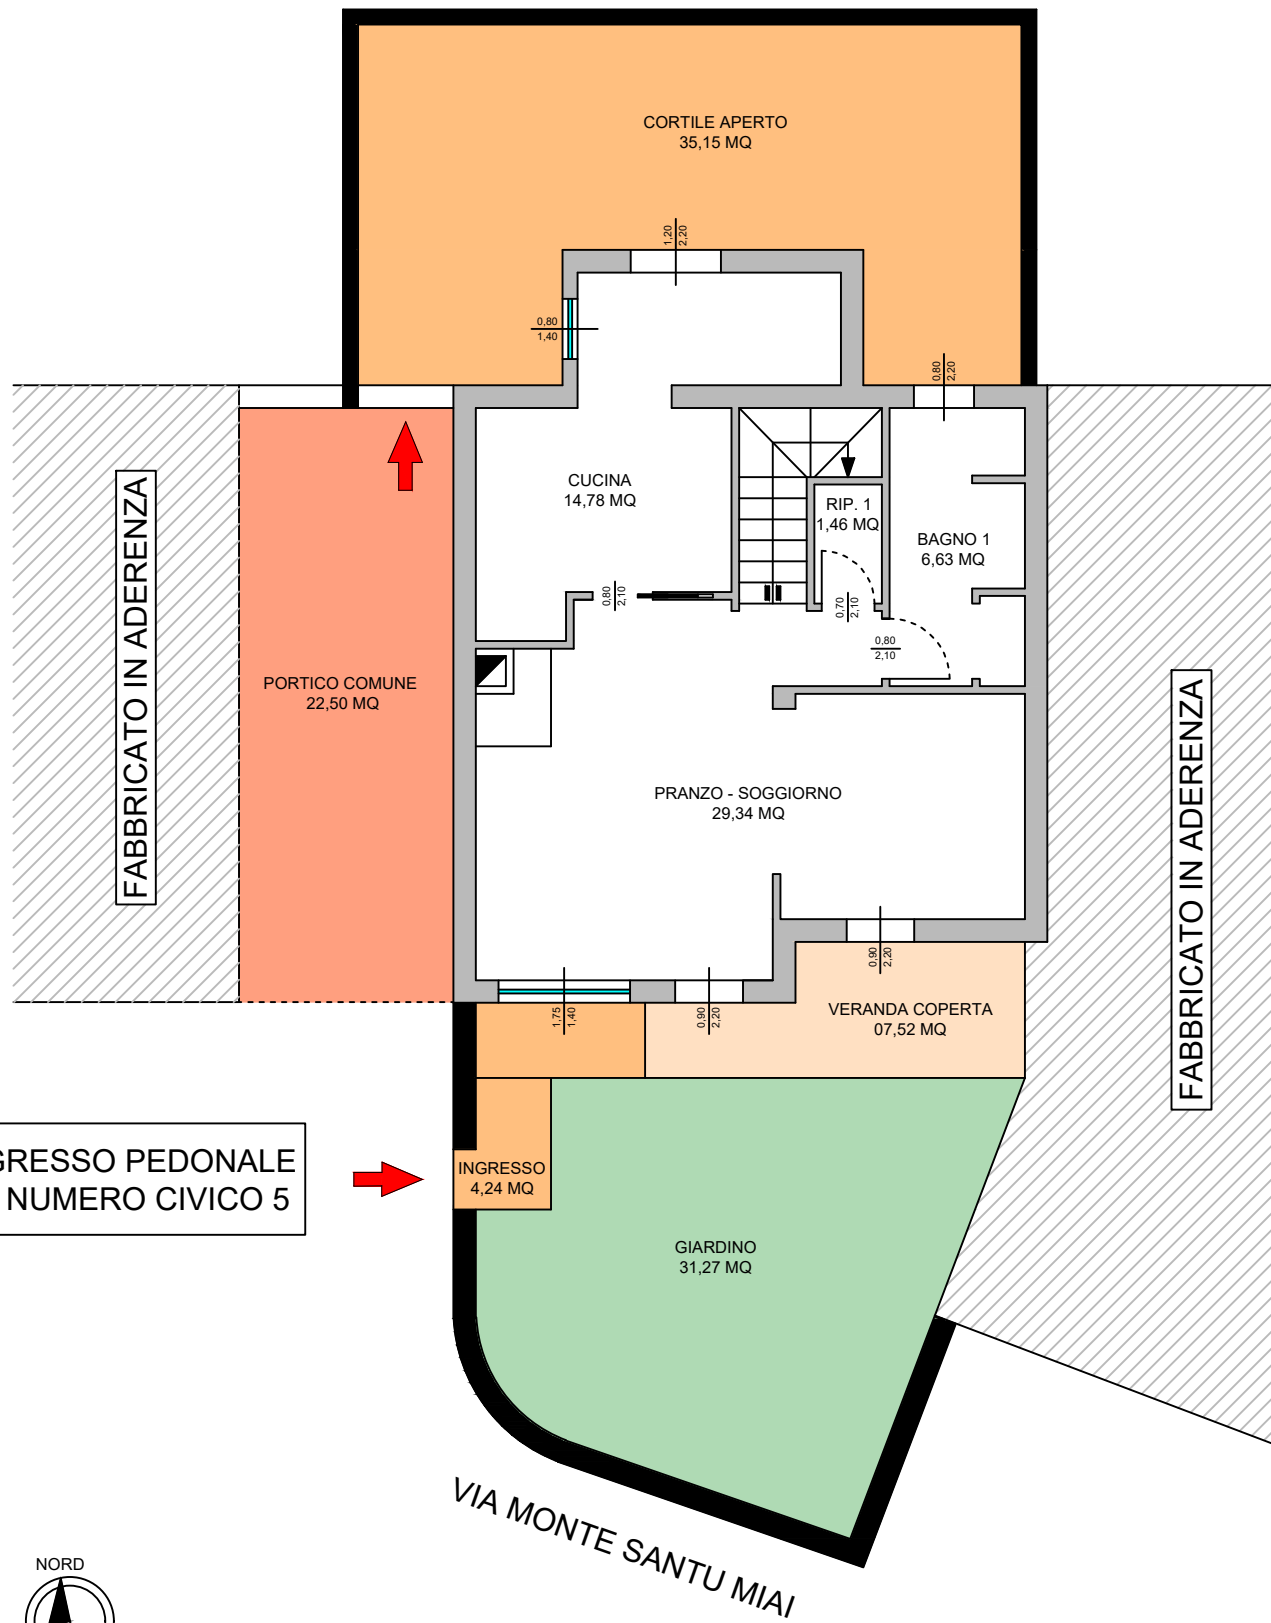 CORTILE APERTO
35,15 MQ
1,20
2,20
0,80
1,40
0,80
2,20
CUCINA
14,78 MQ
RIP. 1
1,46 MQ
BAGNO 1
6,63 MQ
0,80
2,10
0,70
2,10
0,80
2,10
FABBRICATO IN ADERENZA
PORTICO COMUNE
22,50 MQ
PRANZO - SOGGIORNO
29,34 MQ
FABBRICATO IN ADERENZA
0,90
2,20
1,75
1,40
0,90
2,20
VERANDA COPERTA
07,52 MQ
GRESSO PEDONALE
NUMERO CIVICO 5
INGRESSO
4,24 MQ
GIARDINO
31,27 MQ
VIA MONTE SANTU MIAI
NORD